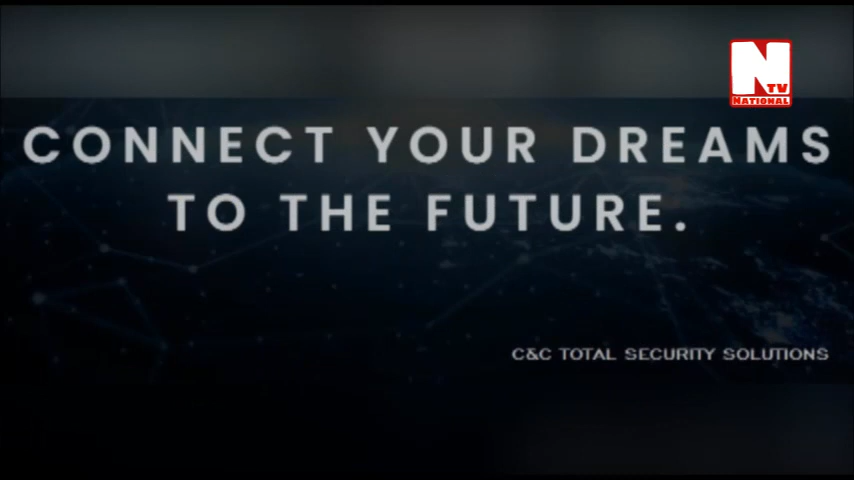 N
TV
NATIONAL
CONNECT YOUR DREAMS
TO THE FUTURE.
C&C TOTAL SECURITY SOLUTIONS